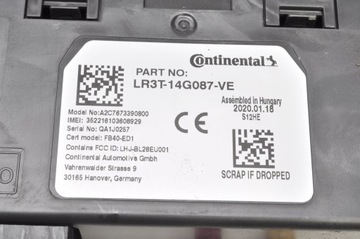 Continental
PART NO:
LR3T-14G087-VE
Model No:A2C7673390800
IMEI: 352216103608929
Serial No: QA1J0257
Cert Model: FB40-ED1
Contains FCC ID: LHJ-BL28EU001
Continental Automotive GmbH
Vahrenwalder Strasse 9
30165 Hanover, Germany
Assembled in Hungary
2020.01.18
S12HE
CE
SCRAP IF DROPPED